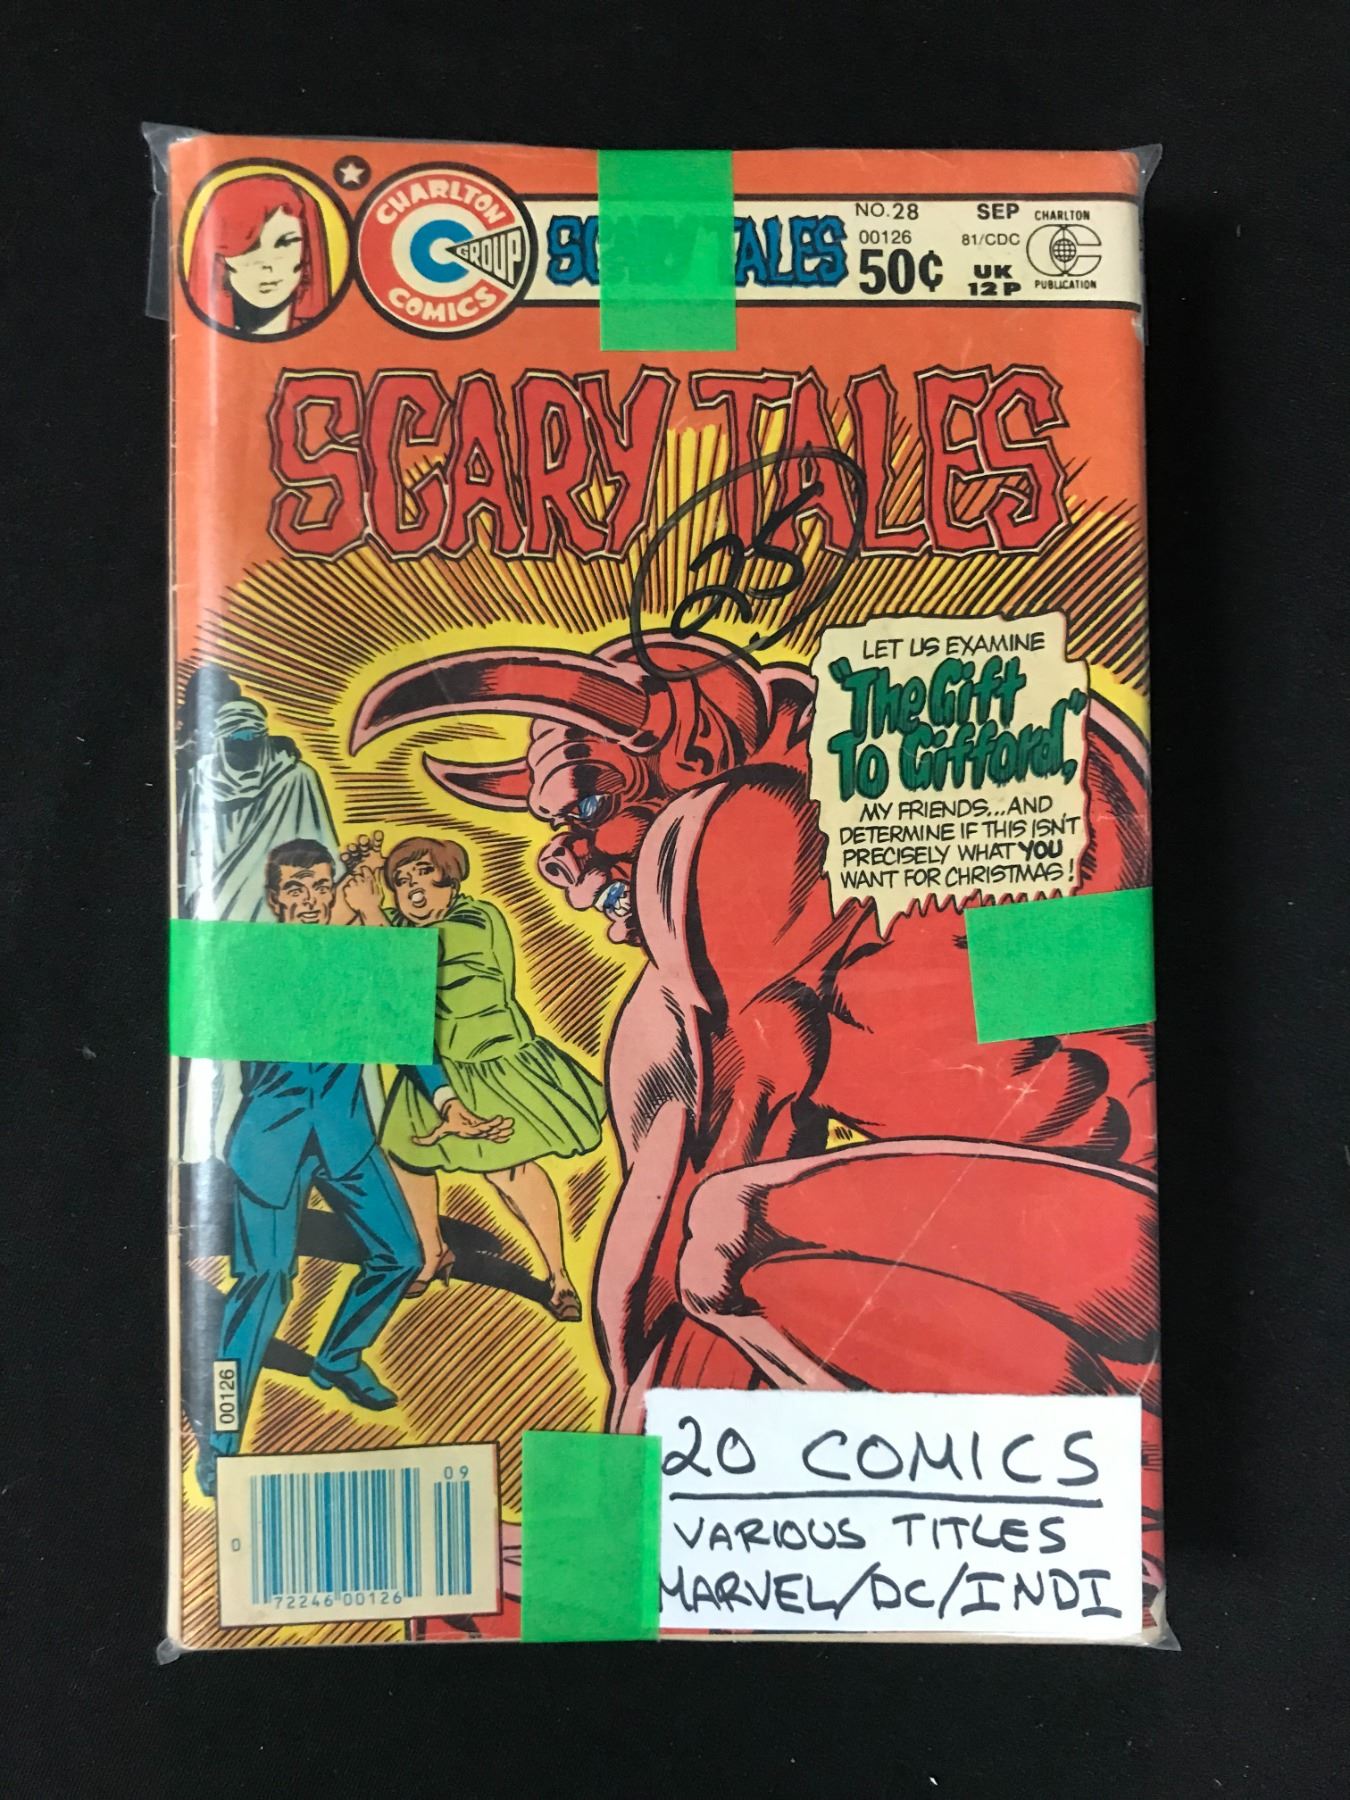 CHARLTON
COMICS
GROUP
NO.28
SEP
CHARLTON
00126
81/CDC
50¢
UK
12P
PUBLICATION
SCARY TALES
.25
LET US EXAMINE
"The Gift
To Gifford,"
MY FRIENDS...AND
DETERMINE IF THIS ISN'T
PRECISELY WHAT YOU
WANT FOR CHRISTMAS!
00126
09
0
72246 00126
20 COMICS
VARIOUS TITLES
MARVEL/DC/INDI